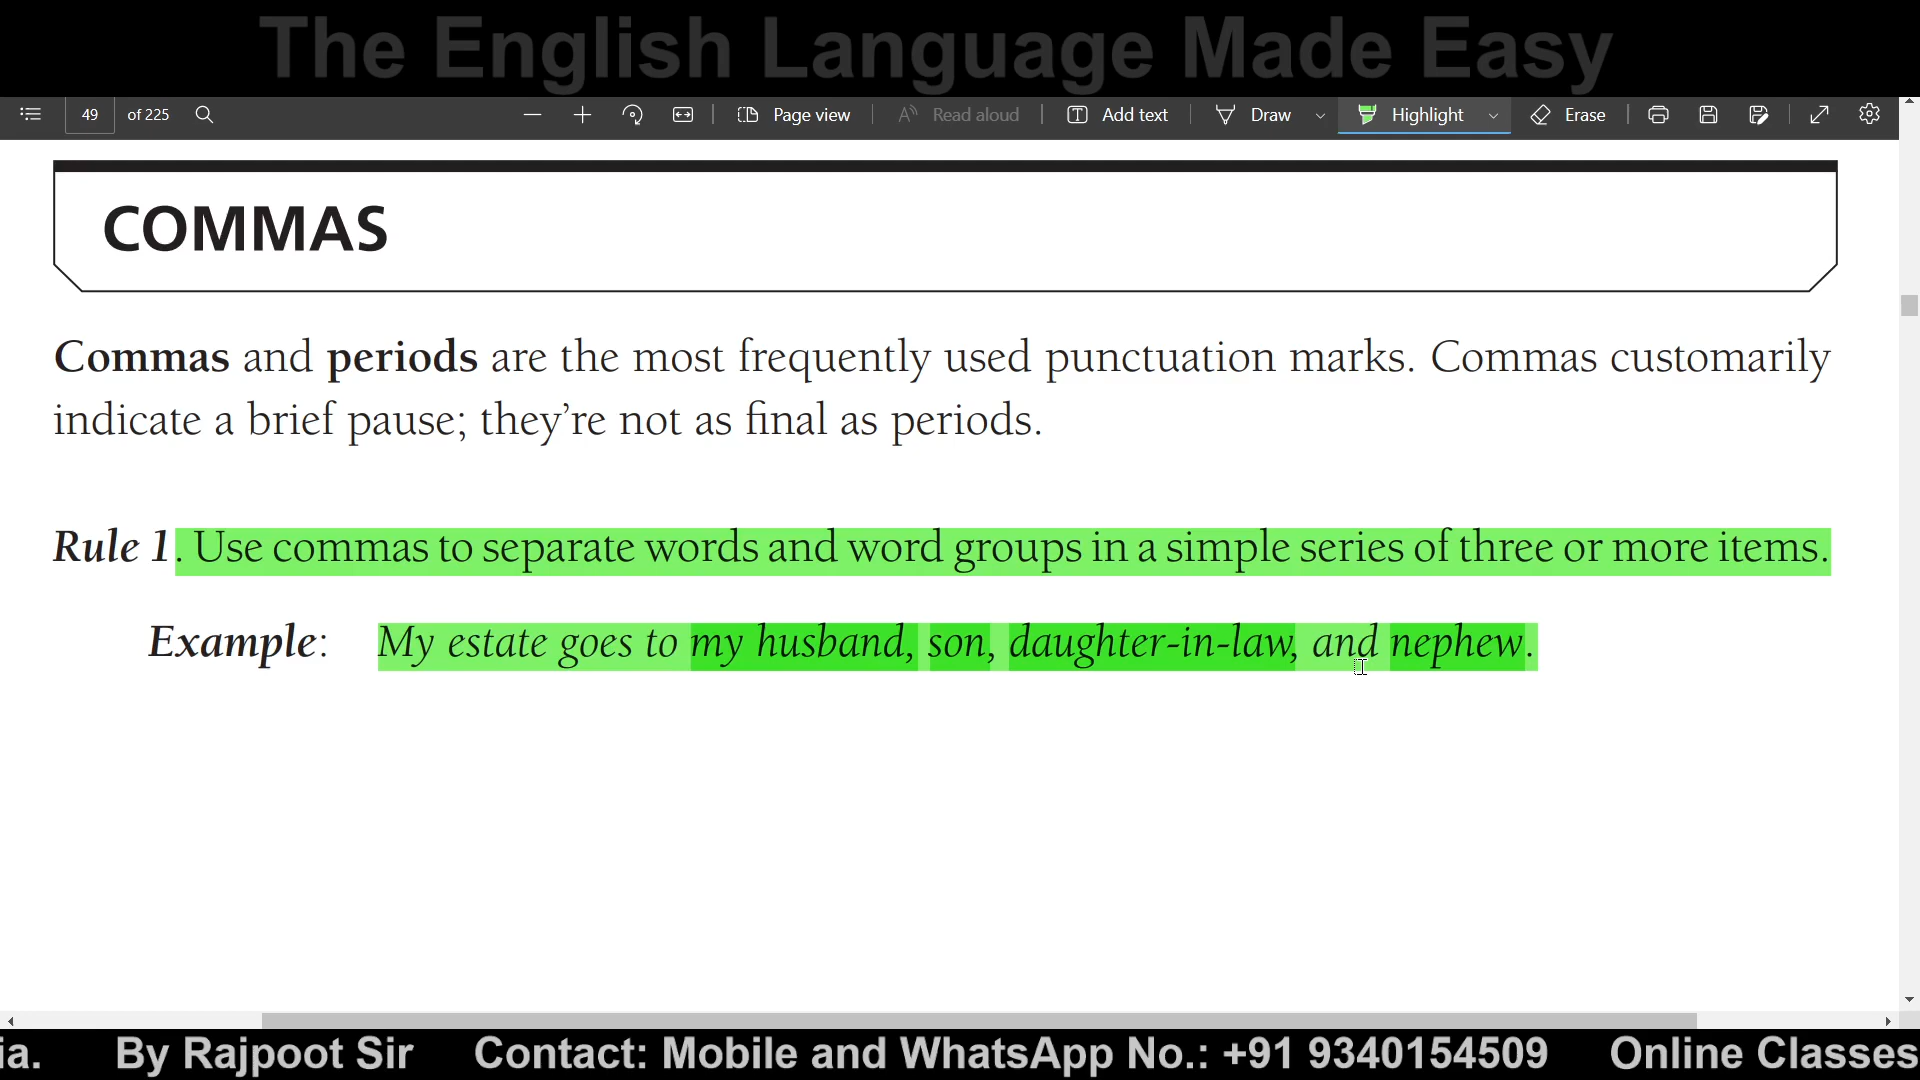 The English Language Made Easy
49 of 225 Page view Read aloud Add text Draw Highlight Erase
COMMAS
Commas and periods are the most frequently used punctuation marks. Commas customarily
indicate a brief pause; they’re not as final as periods.
Rule 1. Use commas to separate words and word groups in a simple series of three or more items.
Example: My estate goes to my husband, son, daughter-in-law, and nephew.
ia. By Rajpoot Sir Contact: Mobile and WhatsApp No.: +91 9340154509 Online Classes